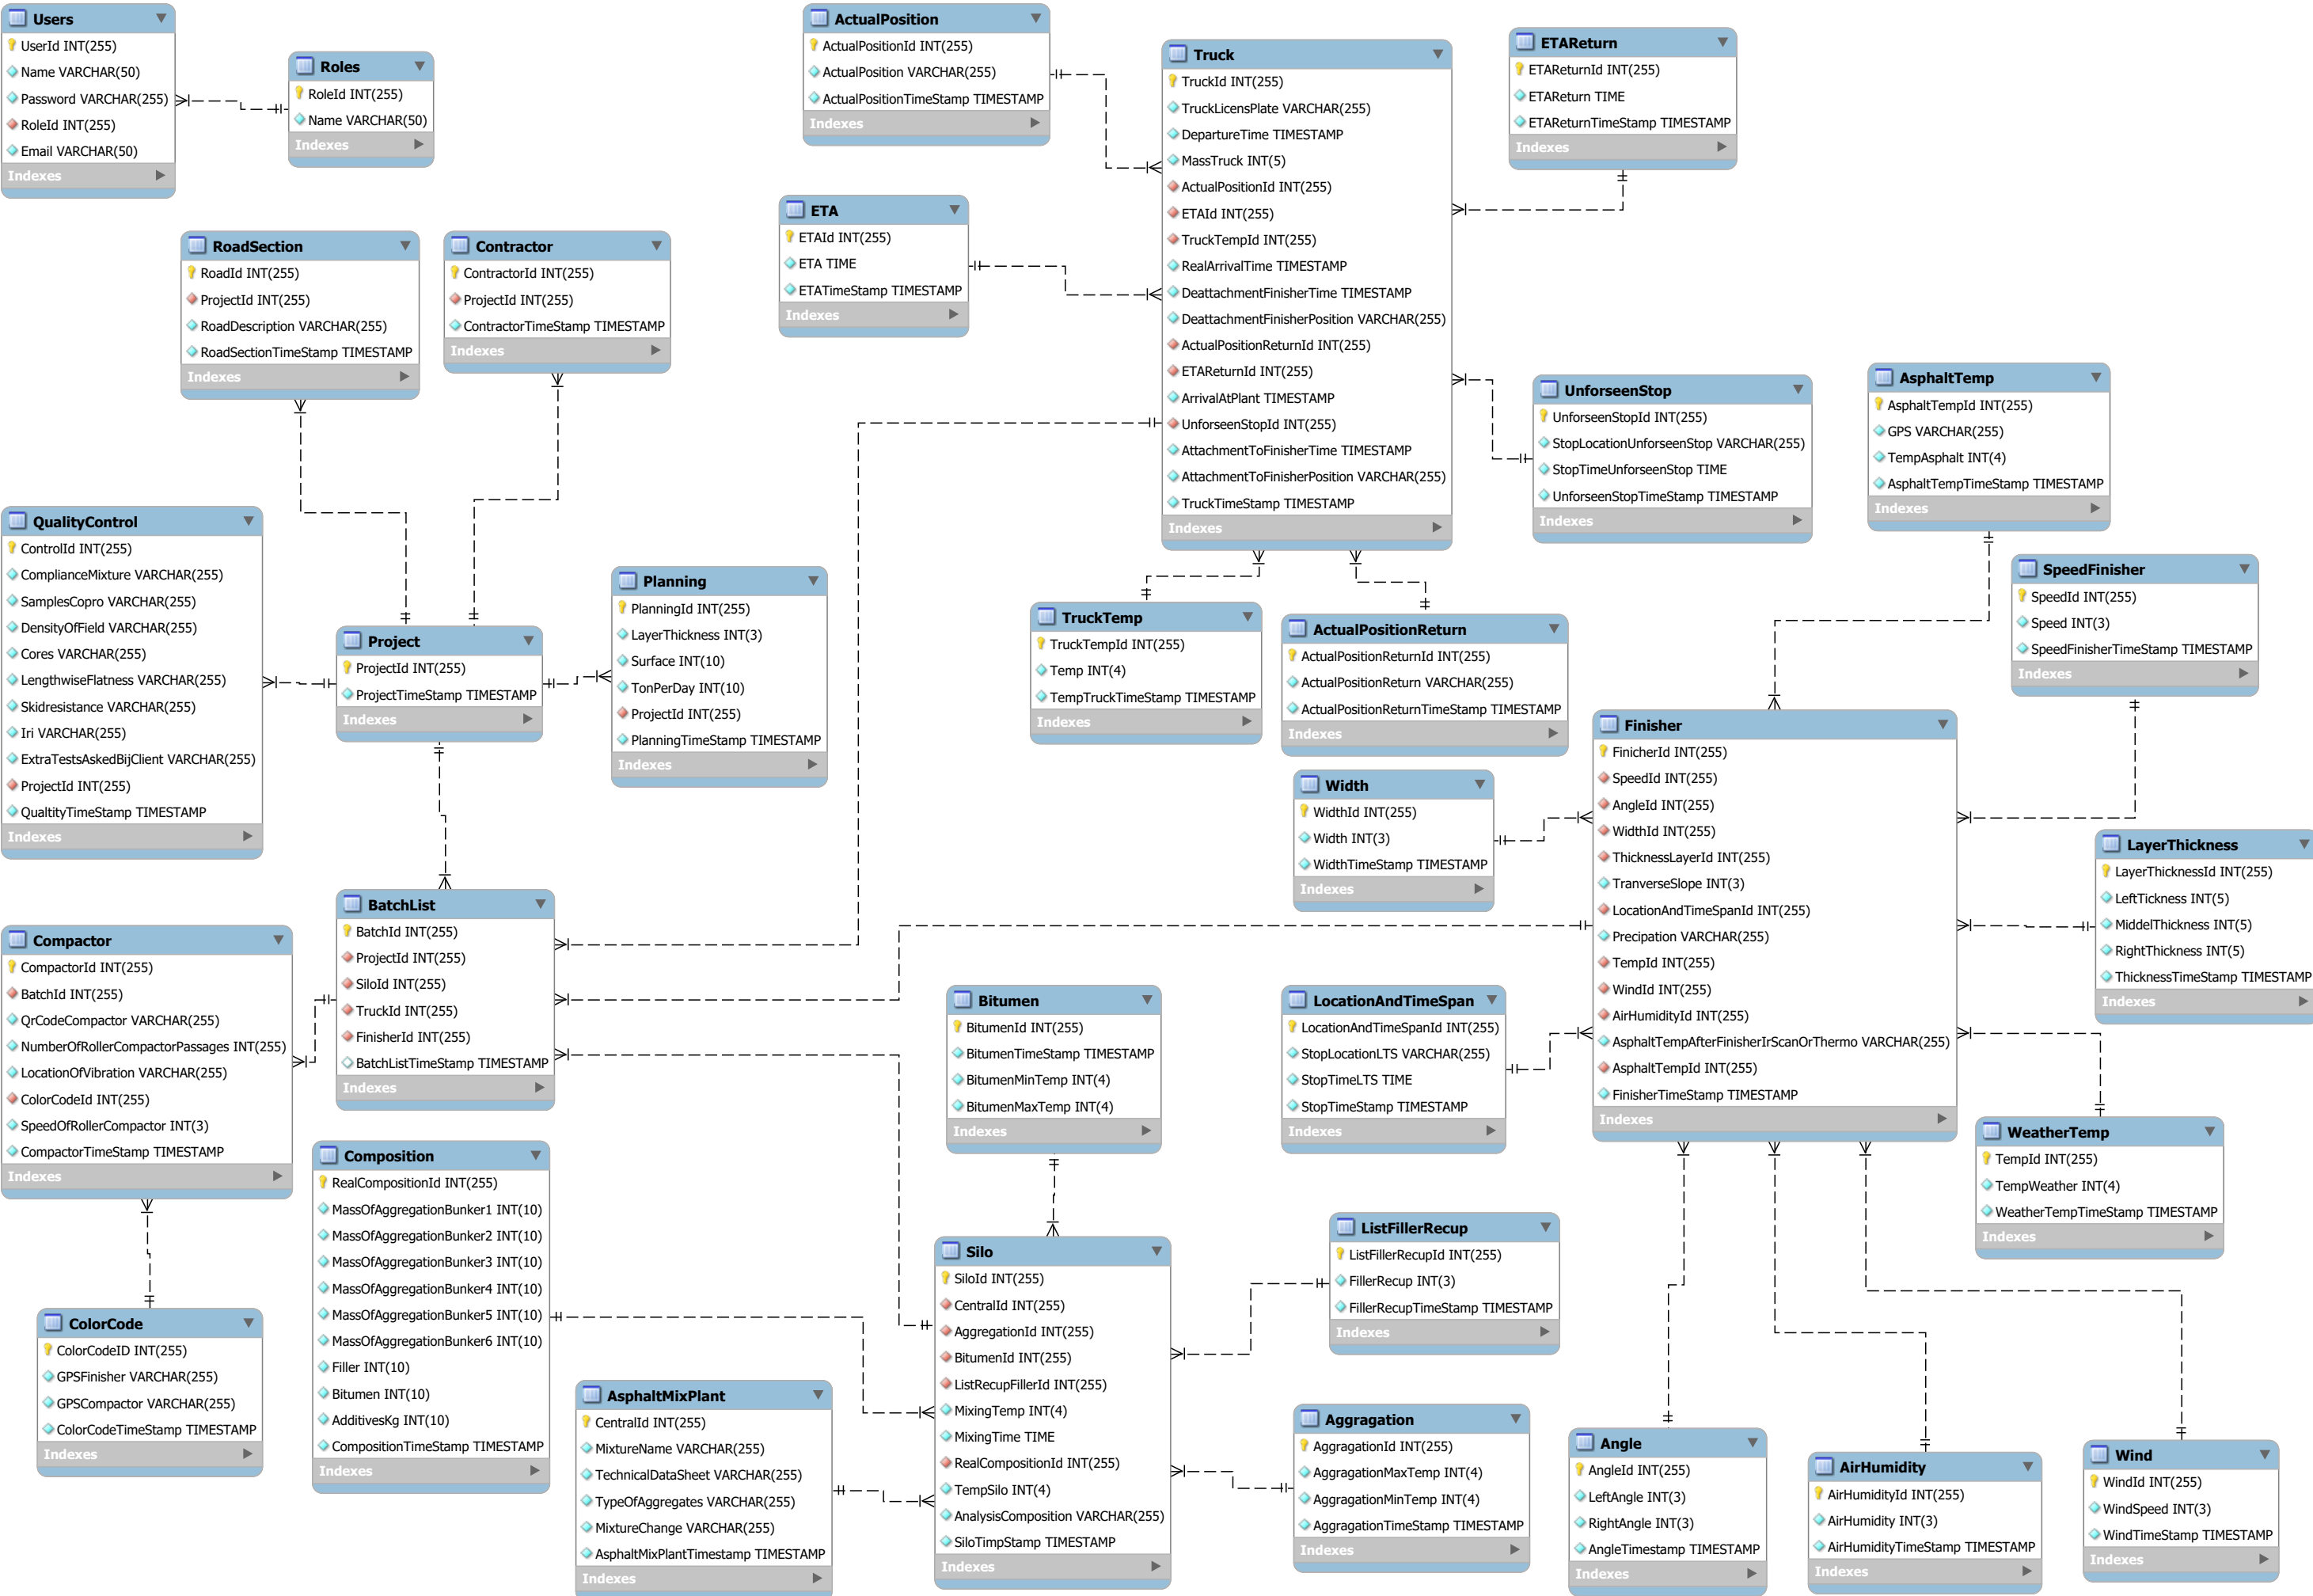 Users
UserId INT(255)
Name VARCHAR(50)
Password VARCHAR(255)
RoleId INT(255)
Email VARCHAR(50)
Indexes
Roles
RoleId INT(255)
Name VARCHAR(50)
Indexes
ActualPosition
ActualPositionId INT(255)
ActualPosition VARCHAR(255)
ActualPositionTimeStamp TIMESTAMP
Indexes
Truck
TruckId INT(255)
TruckLicensPlate VARCHAR(255)
DepartureTime TIMESTAMP
MassTruck INT(5)
ActualPositionId INT(255)
ETAId INT(255)
TruckTempId INT(255)
RealArrivalTime TIMESTAMP
DeattachmentFinisherTime TIMESTAMP
DeattachmentFinisherPosition VARCHAR(255)
ActualPositionReturnId INT(255)
ETAReturnId INT(255)
ArrivalAtPlant TIMESTAMP
UnforseenStopId INT(255)
AttachmentToFinisherTime TIMESTAMP
AttachmentToFinisherPosition VARCHAR(255)
TruckTimeStamp TIMESTAMP
Indexes
ETAReturn
ETAReturnId INT(255)
ETAReturn TIME
ETAReturnTimeStamp TIMESTAMP
Indexes
ETA
ETAId INT(255)
ETA TIME
ETATimeStamp TIMESTAMP
Indexes
RoadSection
RoadId INT(255)
ProjectId INT(255)
RoadDescription VARCHAR(255)
RoadSectionTimeStamp TIMESTAMP
Indexes
Contractor
ContractorId INT(255)
ProjectId INT(255)
ContractorTimeStamp TIMESTAMP
Indexes
UnforseenStop
UnforseenStopId INT(255)
StopLocationUnforseenStop VARCHAR(255)
StopTimeUnforseenStop TIME
UnforseenStopTimeStamp TIMESTAMP
Indexes
AsphaltTemp
AsphaltTempId INT(255)
GPS VARCHAR(255)
TempAsphalt INT(4)
AsphaltTempTimeStamp TIMESTAMP
Indexes
QualityControl
ControlId INT(255)
ComplianceMixture VARCHAR(255)
SamplesCopro VARCHAR(255)
DensityOfField VARCHAR(255)
Cores VARCHAR(255)
LengthwiseFlatness VARCHAR(255)
Skidresistance VARCHAR(255)
Iri VARCHAR(255)
ExtraTestsAskedBijClient VARCHAR(255)
ProjectId INT(255)
QualtityTimeStamp TIMESTAMP
Indexes
Project
ProjectId INT(255)
ProjectTimeStamp TIMESTAMP
Indexes
Planning
PlanningId INT(255)
LayerThickness INT(3)
Surface INT(10)
TonPerDay INT(10)
ProjectId INT(255)
PlanningTimeStamp TIMESTAMP
Indexes
TruckTemp
TruckTempId INT(255)
Temp INT(4)
TempTruckTimeStamp TIMESTAMP
Indexes
ActualPositionReturn
ActualPositionReturnId INT(255)
ActualPositionReturn VARCHAR(255)
ActualPositionReturnTimeStamp TIMESTAMP
Indexes
SpeedFinisher
SpeedId INT(255)
Speed INT(3)
SpeedFinisherTimeStamp TIMESTAMP
Indexes
Finisher
FinicherId INT(255)
SpeedId INT(255)
AngleId INT(255)
WidthId INT(255)
ThicknessLayerId INT(255)
TranverseSlope INT(3)
LocationAndTimeSpanId INT(255)
Precipation VARCHAR(255)
TempId INT(255)
WindId INT(255)
AirHumidityId INT(255)
AsphaltTempAfterFinisherIrScanOrThermo VARCHAR(255)
AsphaltTempId INT(255)
FinisherTimeStamp TIMESTAMP
Indexes
Width
WidthId INT(255)
Width INT(3)
WidthTimeStamp TIMESTAMP
Indexes
LayerThickness
LayerThicknessId INT(255)
LeftTickness INT(5)
MiddelThickness INT(5)
RightThickness INT(5)
ThicknessTimeStamp TIMESTAMP
Indexes
BatchList
BatchId INT(255)
ProjectId INT(255)
SiloId INT(255)
TruckId INT(255)
FinisherId INT(255)
BatchListTimeStamp TIMESTAMP
Indexes
Compactor
CompactorId INT(255)
BatchId INT(255)
QrCodeCompactor VARCHAR(255)
NumberOfRollerCompactorPassages INT(255)
LocationOfVibration VARCHAR(255)
ColorCodeId INT(255)
SpeedOfRollerCompactor INT(3)
CompactorTimeStamp TIMESTAMP
Indexes
Bitumen
BitumenId INT(255)
BitumenTimeStamp TIMESTAMP
BitumenMinTemp INT(4)
BitumenMaxTemp INT(4)
Indexes
LocationAndTimeSpan
LocationAndTimeSpanId INT(255)
StopLocationLTS VARCHAR(255)
StopTimeLTS TIME
StopTimeStamp TIMESTAMP
Indexes
WeatherTemp
TempId INT(255)
TempWeather INT(4)
WeatherTempTimeStamp TIMESTAMP
Indexes
Composition
RealCompositionId INT(255)
MassOfAggregationBunker1 INT(10)
MassOfAggregationBunker2 INT(10)
MassOfAggregationBunker3 INT(10)
MassOfAggregationBunker4 INT(10)
MassOfAggregationBunker5 INT(10)
MassOfAggregationBunker6 INT(10)
Filler INT(10)
Bitumen INT(10)
AdditivesKg INT(10)
CompositionTimeStamp TIMESTAMP
Indexes
Silo
SiloId INT(255)
CentralId INT(255)
AggregationId INT(255)
BitumenId INT(255)
ListRecupFillerId INT(255)
MixingTemp INT(4)
MixingTime TIME
RealCompositionId INT(255)
TempSilo INT(4)
AnalysisComposition VARCHAR(255)
SiloTimpStamp TIMESTAMP
Indexes
ListFillerRecup
ListFillerRecupId INT(255)
FillerRecup INT(3)
FillerRecupTimeStamp TIMESTAMP
Indexes
ColorCode
ColorCodeID INT(255)
GPSFinisher VARCHAR(255)
GPSCompactor VARCHAR(255)
ColorCodeTimeStamp TIMESTAMP
Indexes
AsphaltMixPlant
CentralId INT(255)
MixtureName VARCHAR(255)
TechnicalDataSheet VARCHAR(255)
TypeOfAggregates VARCHAR(255)
MixtureChange VARCHAR(255)
AsphaltMixPlantTimestamp TIMESTAMP
Indexes
Aggragation
AggragationId INT(255)
AggragationMaxTemp INT(4)
AggragationMinTemp INT(4)
AggragationTimeStamp TIMESTAMP
Indexes
Angle
AngleId INT(255)
LeftAngle INT(3)
RightAngle INT(3)
AngleTimestamp TIMESTAMP
Indexes
AirHumidity
AirHumidityId INT(255)
AirHumidity INT(3)
AirHumidityTimeStamp TIMESTAMP
Indexes
Wind
WindId INT(255)
WindSpeed INT(3)
WindTimeStamp TIMESTAMP
Indexes